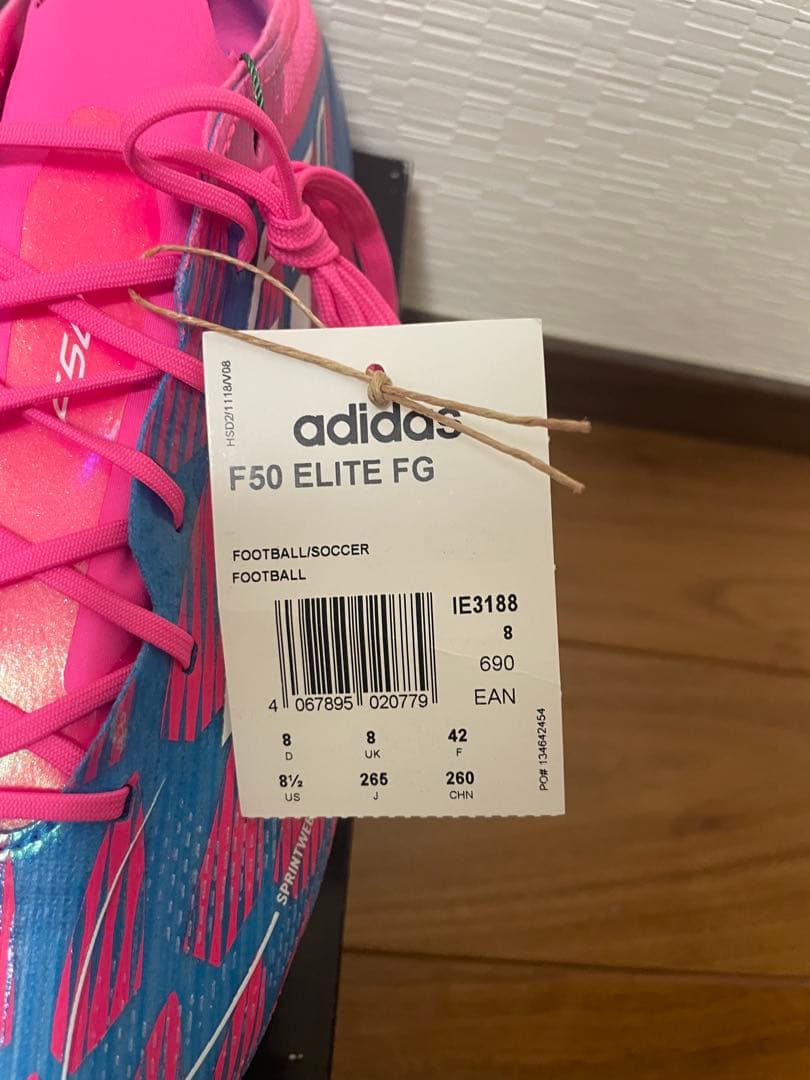 HSD2/1118/V08
adidas
F50 ELITE FG
FOOTBALL/SOCCER
FOOTBALL
IE3188
8
690
EAN
4 067895 020779
8 8 42
D UK F
8½ 265 260
US J CHN
PO# 134642454
F50
SPRINTWEB